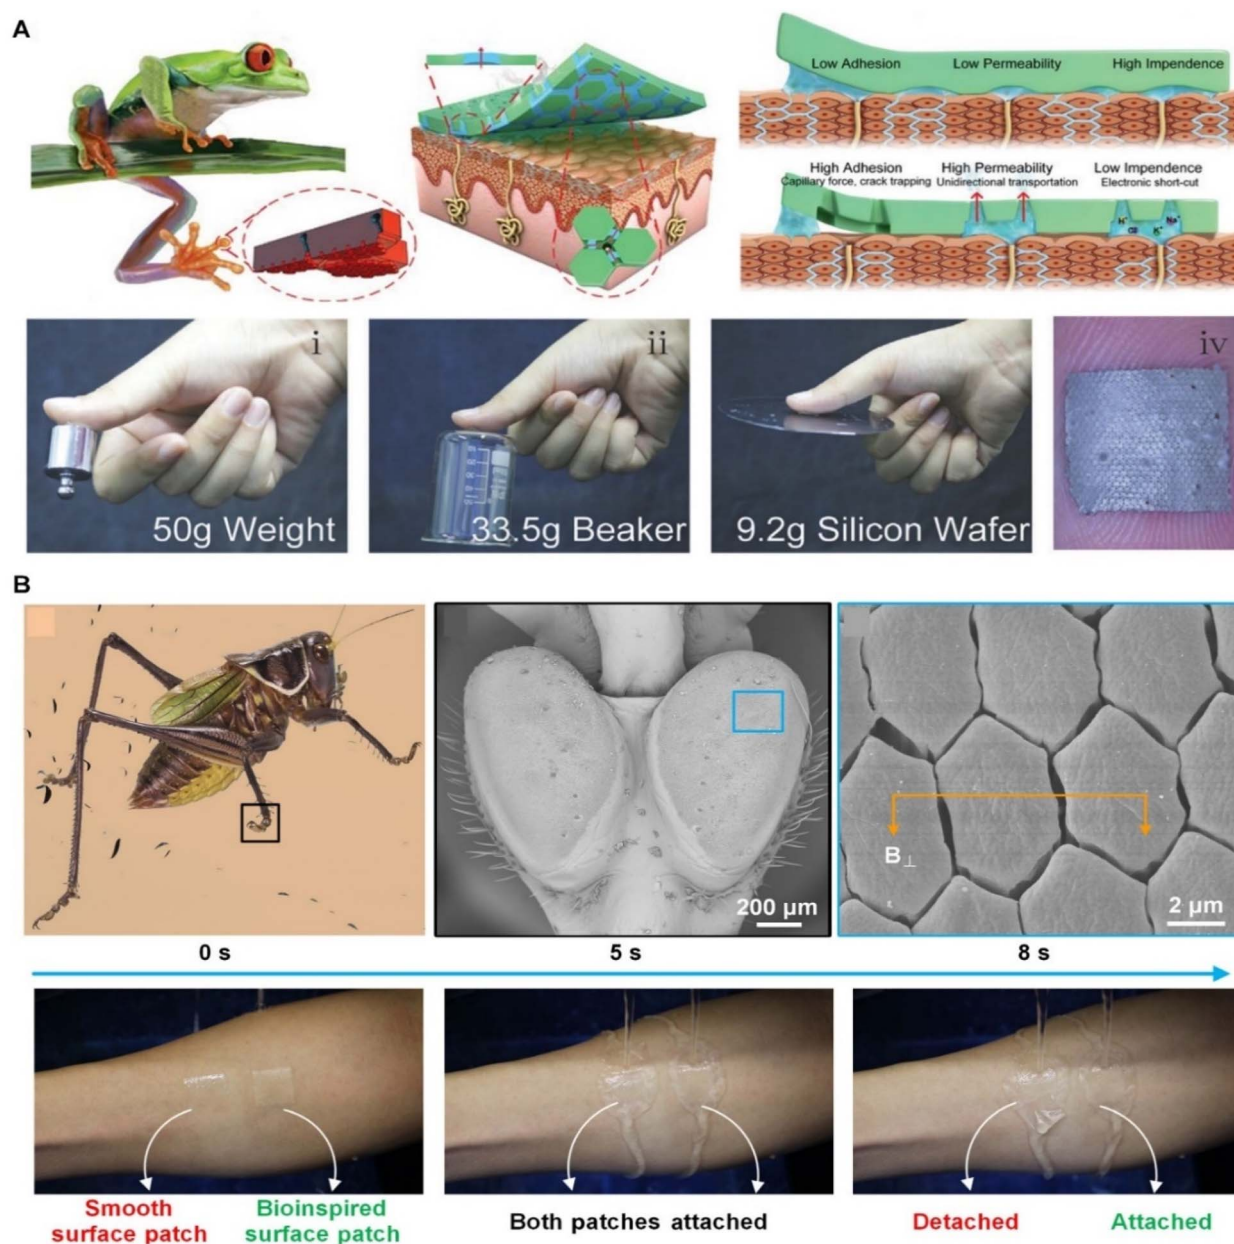 A
Low Adhesion Low Permeability High Impendence
High Adhesion High Permeability Low Impendence
Capillary force, crack trapping Unidirectional transportation Electronic short-cut
K⁺ Na⁺
Cl K⁺
i ii iv
50g Weight 33.5g Beaker 9.2g Silicon Wafer
B
B⊥
200 μm 2 μm
0 s 5 s 8 s
Smooth Bioinspired
surface patch surface patch
Both patches attached
Detached Attached